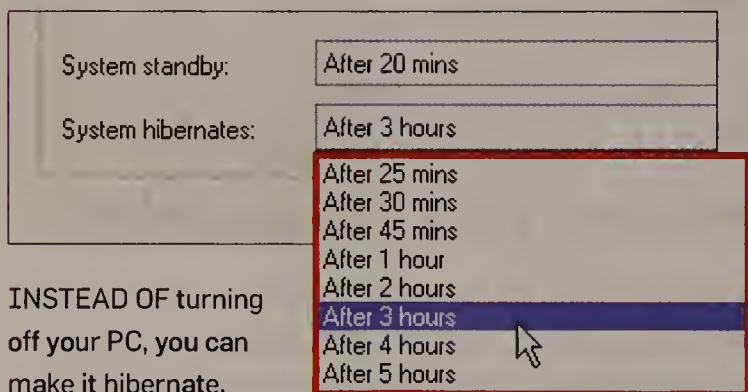 System standby: After 20 mins
System hibernates: After 3 hours
After 25 mins
After 30 mins
After 45 mins
After 1 hour
After 2 hours
After 3 hours
After 4 hours
After 5 hours
INSTEAD OF turning
off your PC, you can
make it hibernate.